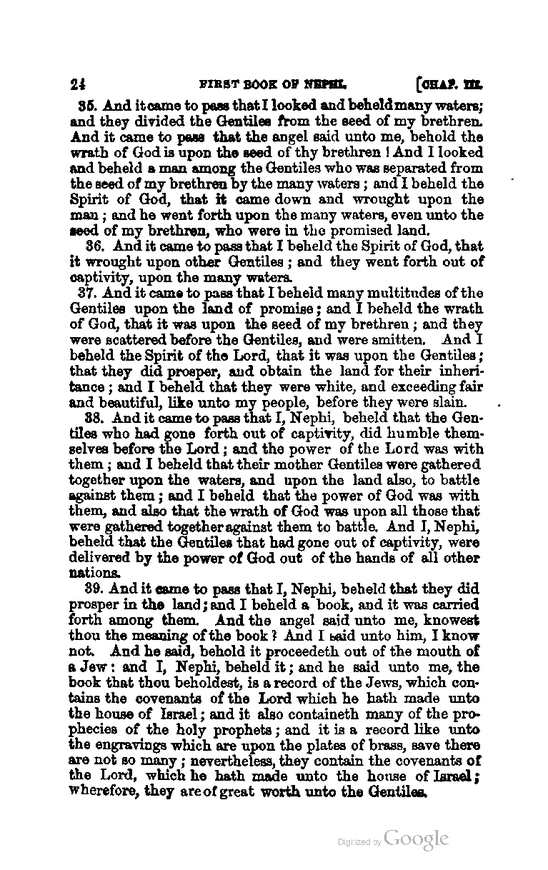 24 FIRST BOOK OF NEPHI. [CHAP. III.
35. And it came to pass that I looked and beheld many waters;
and they divided the Gentiles from the seed of my brethren.
And it came to pass that the angel said unto me, behold the
wrath of God is upon the seed of thy brethren! And I looked
and beheld a man among the Gentiles who was separated from
the seed of my brethren by the many waters; and I beheld the
Spirit of God, that it came down and wrought upon the
man; and he went forth upon the many waters, even unto the
seed of my brethren, who were in the promised land.
36. And it came to pass that I beheld the Spirit of God, that
it wrought upon other Gentiles; and they went forth out of
captivity, upon the many waters.
37. And it came to pass that I beheld many multitudes of the
Gentiles upon the land of promise; and I beheld the wrath
of God, that it was upon the seed of my brethren; and they
were scattered before the Gentiles, and were smitten. And I
beheld the Spirit of the Lord, that it was upon the Gentiles;
that they did prosper, and obtain the land for their inheri-
tance; and I beheld that they were white, and exceeding fair
and beautiful, like unto my people, before they were slain.
38. And it came to pass that I, Nephi, beheld that the Gen-
tiles who had gone forth out of captivity, did humble them-
selves before the Lord; and the power of the Lord was with
them; and I beheld that their mother Gentiles were gathered
together upon the waters, and upon the land also, to battle
against them; and I beheld that the power of God was with
them, and also that the wrath of God was upon all those that
were gathered together against them to battle. And I, Nephi,
beheld that the Gentiles that had gone out of captivity, were
delivered by the power of God out of the hands of all other
nations.
39. And it came to pass that I, Nephi, beheld that they did
prosper in the land; and I beheld a book, and it was carried
forth among them. And the angel said unto me, knowest
thou the meaning of the book? And I said unto him, I know
not. And he said, behold it proceedeth out of the mouth of
a Jew: and I, Nephi, beheld it; and he said unto me, the
book that thou beholdest, is a record of the Jews, which con-
tains the covenants of the Lord which he hath made unto
the house of Israel; and it also containeth many of the pro-
phecies of the holy prophets; and it is a record like unto
the engravings which are upon the plates of brass, save there
are not so many; nevertheless, they contain the covenants of
the Lord, which he hath made unto the house of Israel;
wherefore, they are of great worth unto the Gentiles.
Digitized by Google